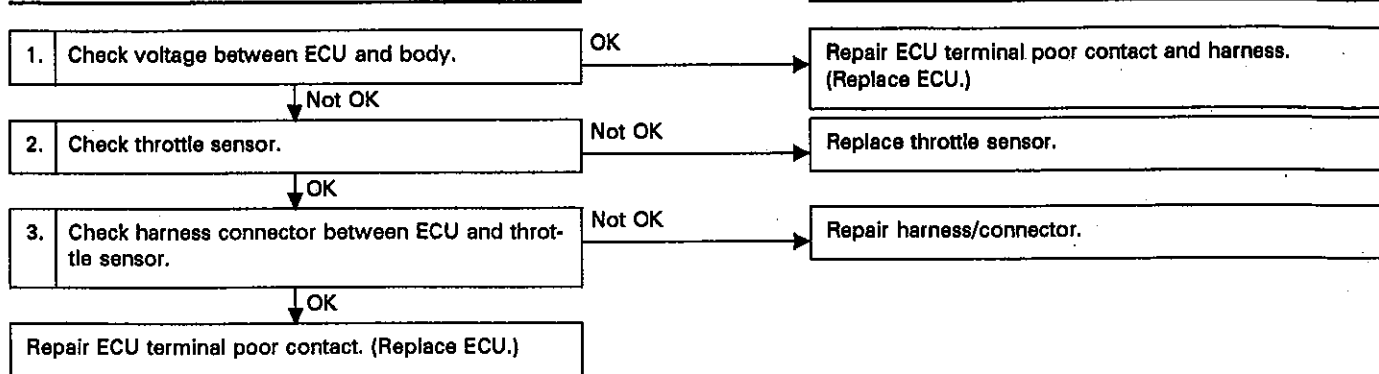 1. Check voltage between ECU and body.
OK
Repair ECU terminal poor contact and harness.
(Replace ECU.)
Not OK
2. Check throttle sensor.
Not OK
Replace throttle sensor.
OK
3. Check harness connector between ECU and throt-
tle sensor.
Not OK
Repair harness/connector.
OK
Repair ECU terminal poor contact. (Replace ECU.)